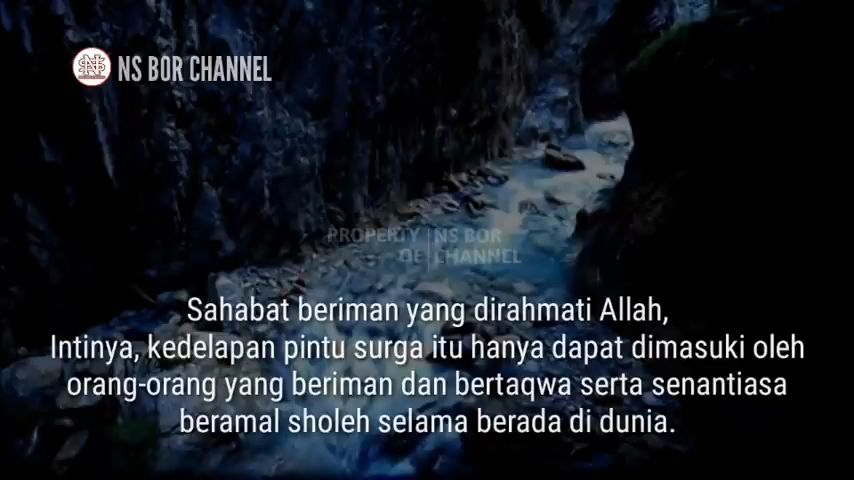 NS BOR CHANNEL
PROPERTY OF | NS BOR CHANNEL
Sahabat beriman yang dirahmati Allah,
Intinya, kedelapan pintu surga itu hanya dapat dimasuki oleh
orang-orang yang beriman dan bertaqwa serta senantiasa
beramal sholeh selama berada di dunia.